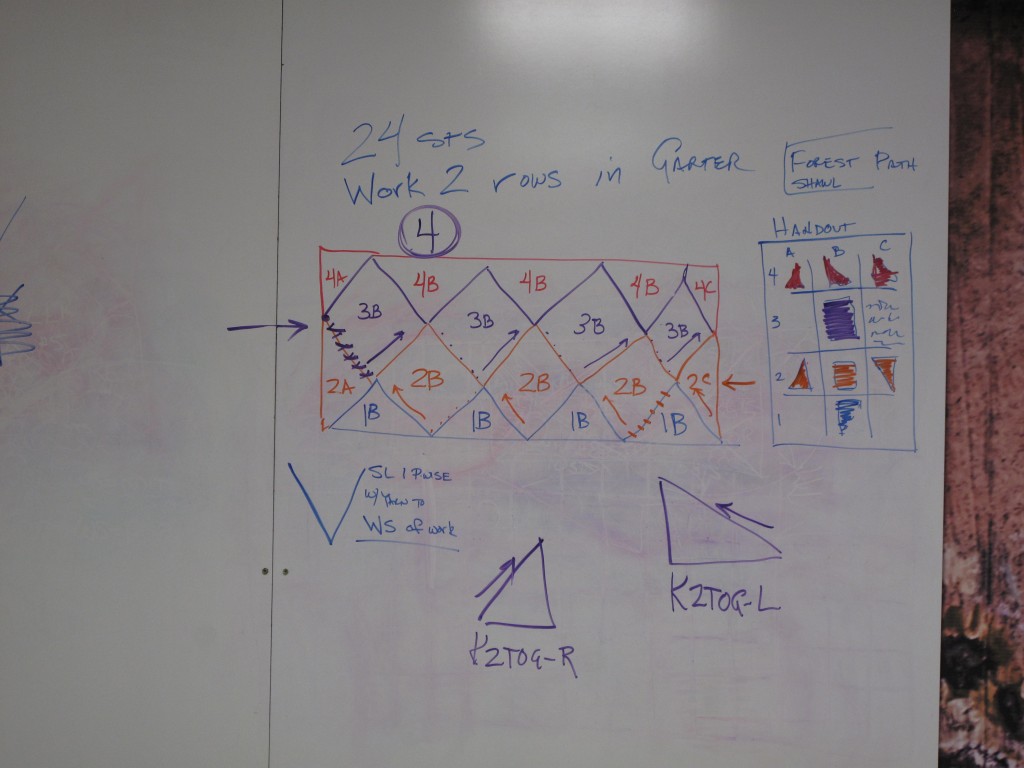 24 STS
WORK 2 ROWS IN GARTER
FOREST PATH
SHAWL
4
HANDOUT
A B C
4
3
2
1
4A 4B 4B 4B 4C
3B 3B 3B 3B
2A 2B 2B 2B 2C
1B 1B 1B 1B
SL 1 PWISE
W/ YARN TO
WS of work
K2TOG-R
K2TOG-L